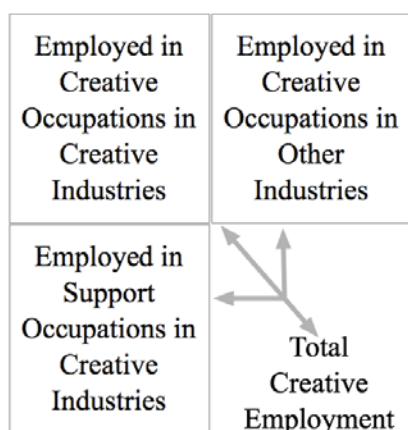 Employed in
Creative
Occupations in
Creative
Industries
Employed in
Creative
Occupations in
Other
Industries
Employed in
Support
Occupations in
Creative
Industries
Total
Creative
Employment